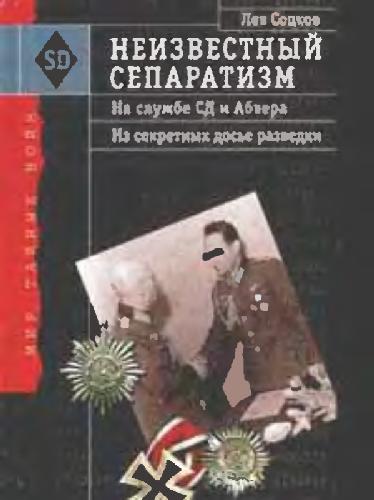 Лев Соцков
SD
НЕИЗВЕСТНЫЙ
СЕПАРАТИЗМ
На службе СД и Абвера
Из секретных досье разведки
МИР ТАЙНЫХ ВОЙН